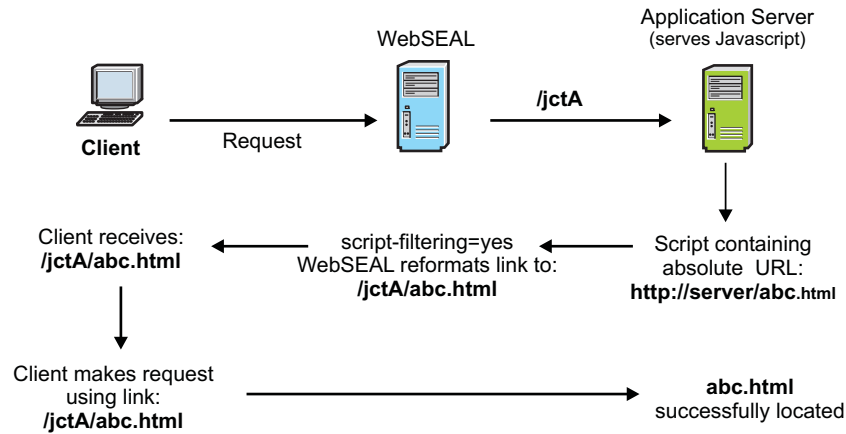 WebSEAL
Application Server
(serves Javascript)
/jctA
Client
Request
Client receives:
/jctA/abc.html
script-filtering=yes
WebSEAL reformats link to:
/jctA/abc.html
Script containing
absolute URL:
http://server/abc.html
Client makes request
using link:
/jctA/abc.html
abc.html
successfully located